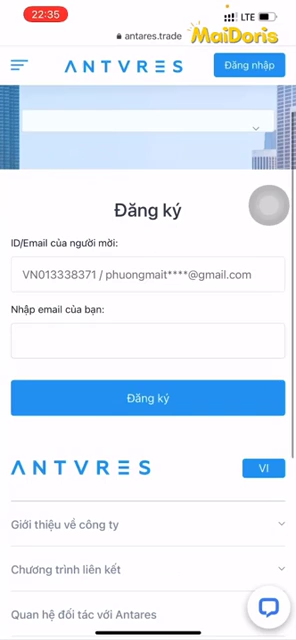 22:35
LTE
antares.trade
MaiDoris
ANTARES
Đăng nhập
Đăng ký
ID/Email của người mời:
VN013338371 / phuongmait****@gmail.com
Nhập email của bạn:
Đăng ký
ANTARES
VI
Giới thiệu về công ty
Chương trình liên kết
Quan hệ đối tác với Antares